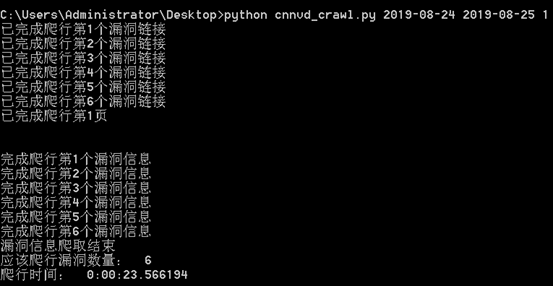 C:\Users\Administrator\Desktop>python cnnvd_crawl.py 2019-08-24 2019-08-25 1
已完成爬行第1个漏洞链接
已完成爬行第2个漏洞链接
已完成爬行第3个漏洞链接
已完成爬行第4个漏洞链接
已完成爬行第5个漏洞链接
已完成爬行第6个漏洞链接
已完成爬行第1页
完成爬行第1个漏洞信息
完成爬行第2个漏洞信息
完成爬行第3个漏洞信息
完成爬行第4个漏洞信息
完成爬行第5个漏洞信息
完成爬行第6个漏洞信息
漏洞信息爬取结束
应该爬行漏洞数量： 6
爬行时间： 0:00:23.566194